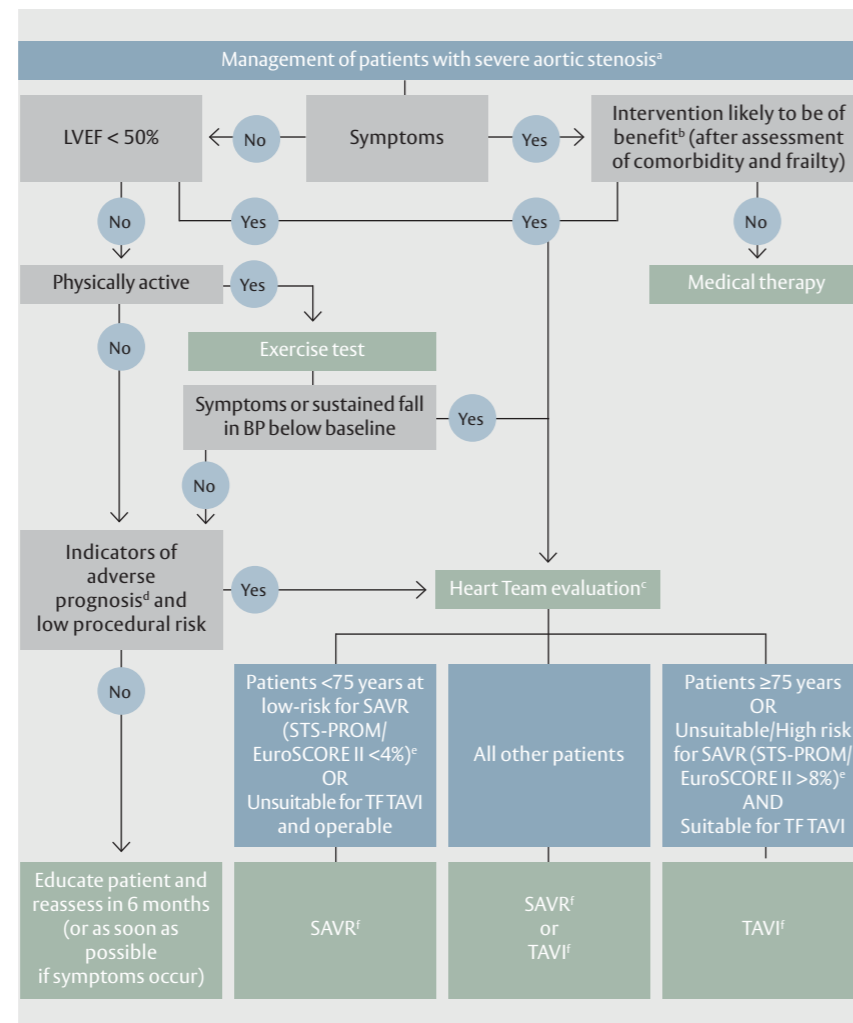 Management of patients with severe aortic stenosisᵃ
LVEF < 50%
No
Symptoms
Yes
Intervention likely to be of
benefitᵇ (after assessment
of comorbidity and frailty)
No
Yes
Yes
No
Physically active
Yes
Medical therapy
No
Exercise test
Symptoms or sustained fall
in BP below baseline
Yes
No
Indicators of
adverse
prognosisᵈ and
low procedural risk
Yes
Heart Team evaluationᶜ
No
Patients <75 years at
low-risk for SAVR
(STS-PROM/
EuroSCORE II <4%)ᵉ
OR
Unsuitable for TF TAVI
and operable
All other patients
Patients ≥75 years
OR
Unsuitable/High risk
for SAVR (STS-PROM/
EuroSCORE II >8%)ᵉ
AND
Suitable for TF TAVI
Educate patient and
reassess in 6 months
(or as soon as
possible
if symptoms occur)
SAVRᶠ
SAVRᶠ
or
TAVIᶠ
TAVIᶠ